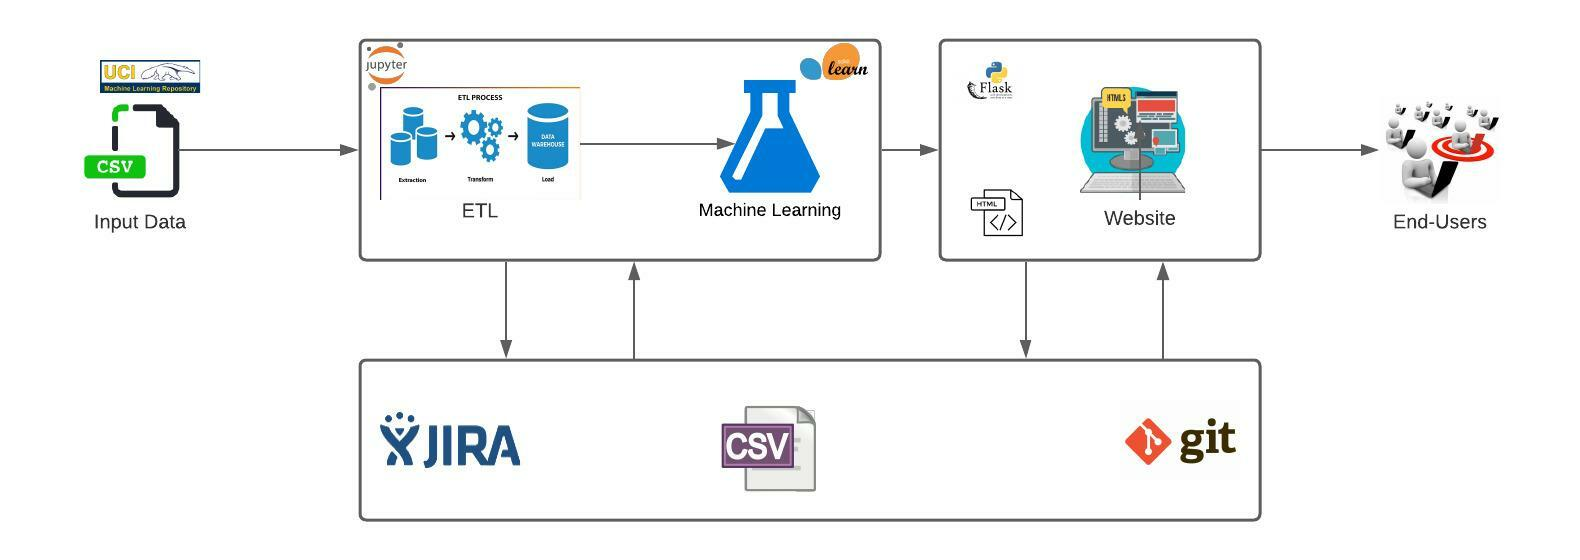 UCI
Machine Learning Repository
CSV
Input Data
jupyter
ETL PROCESS
DATA
WAREHOUSE
Extraction
Transform
Load
ETL
learn
Machine Learning
Flask
HTML
HTML5
Website
End-Users
JIRA
CSV
git